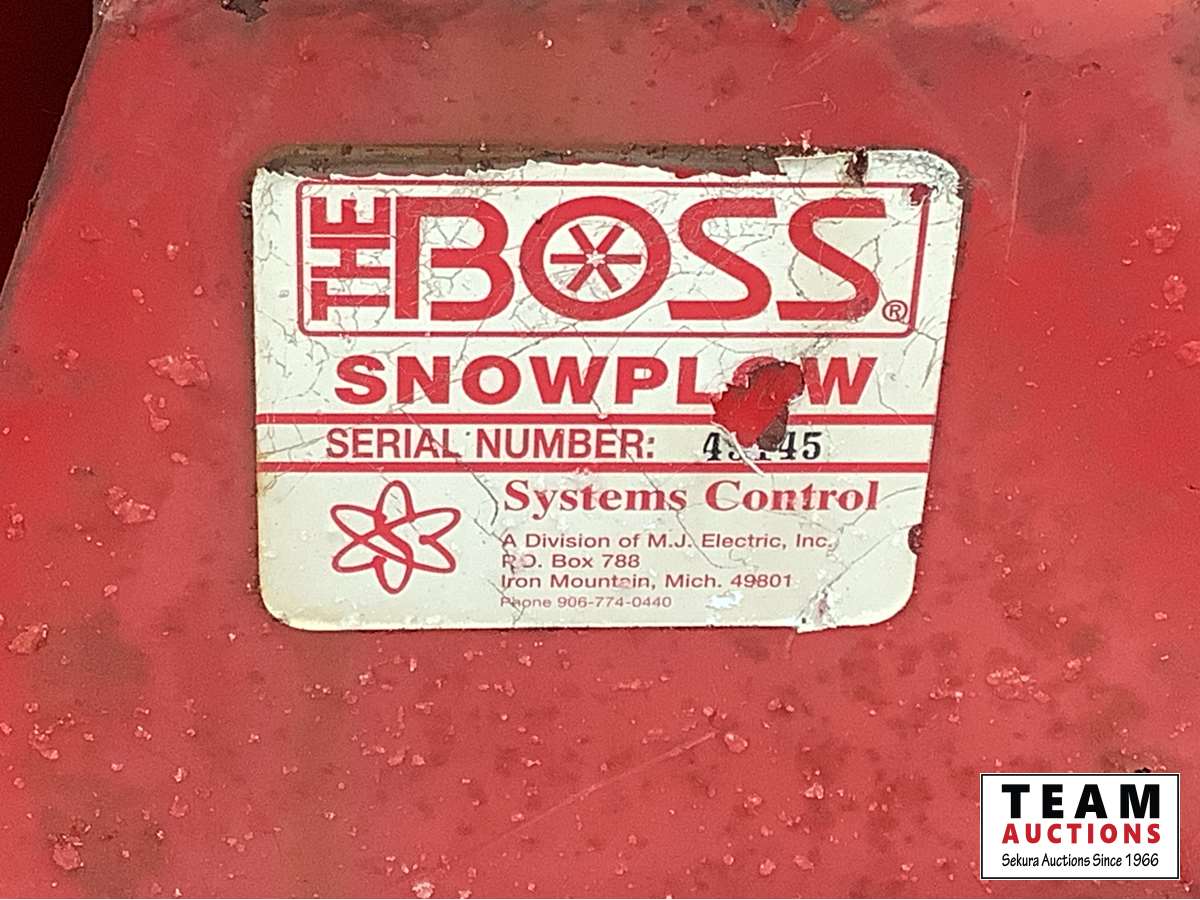 THE BOSS®
SNOWPLOW
SERIAL NUMBER:
Systems Control
A Division of M.J. Electric, Inc.
P.O. Box 788
Iron Mountain, Mich. 49801
Phone 906-774-0440
TEAM
AUCTIONS
Sekura Auctions Since 1966